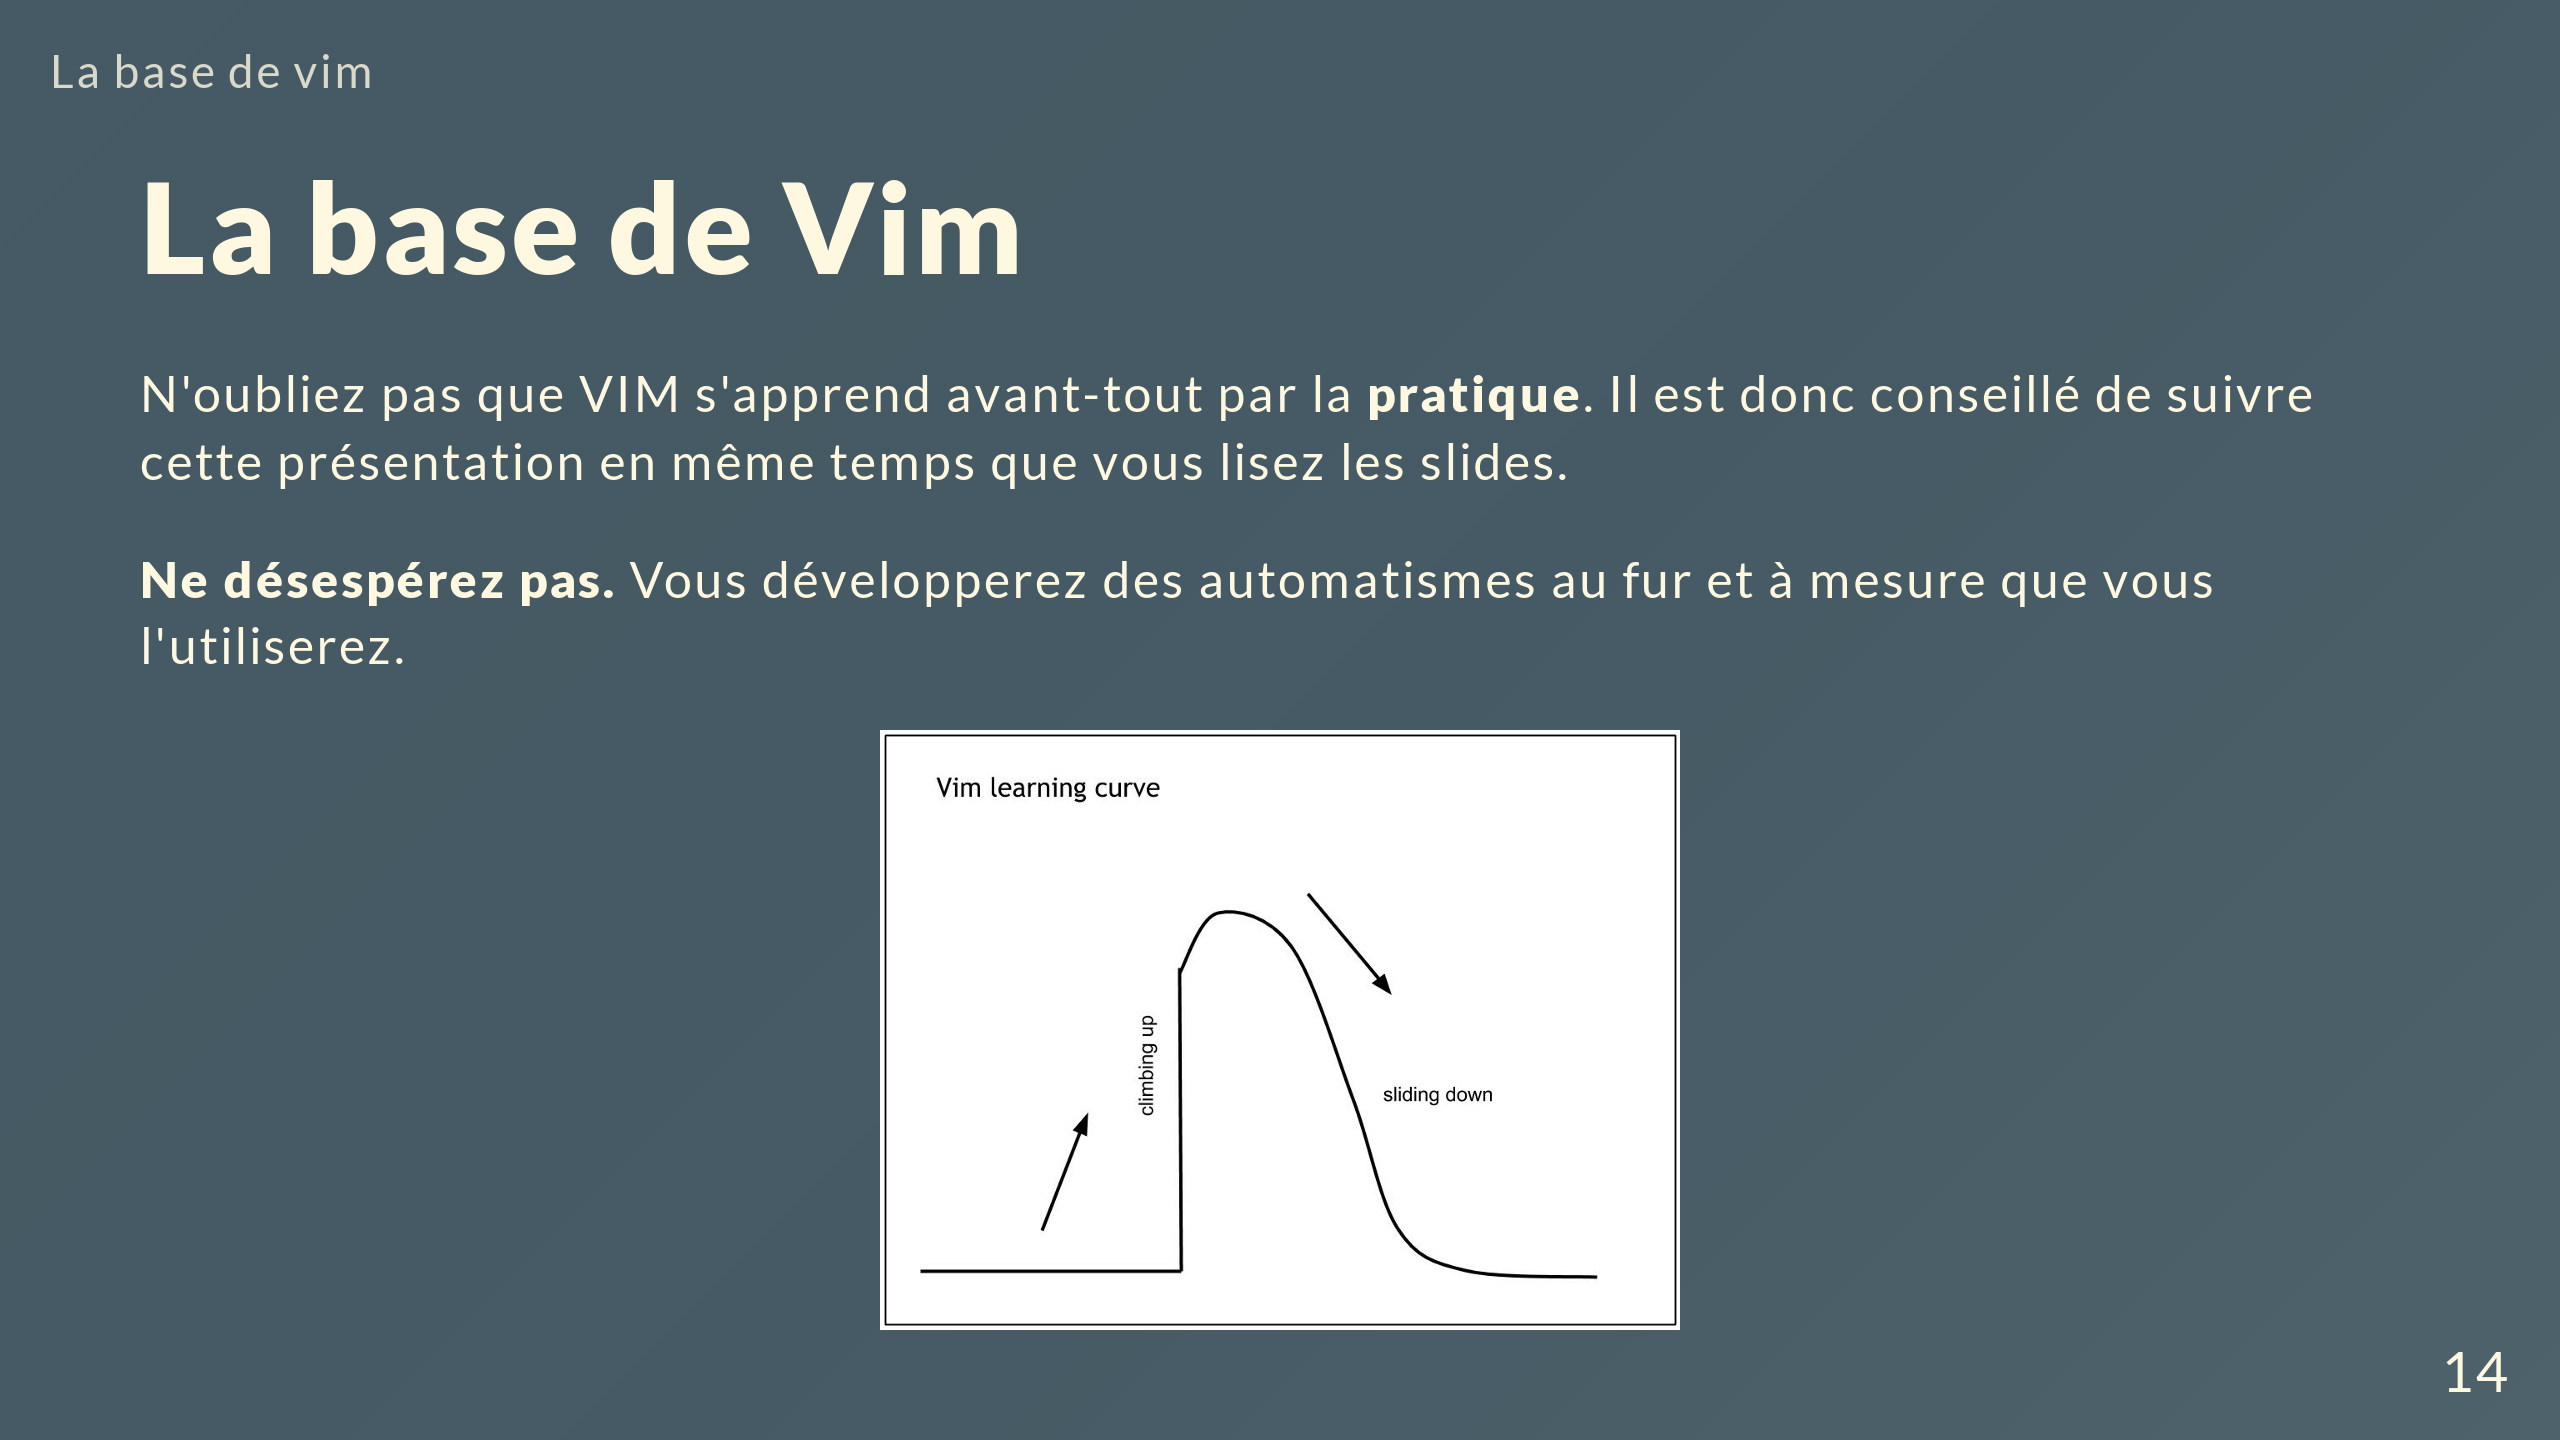 La base de vim
La base de Vim
N'oubliez pas que VIM s'apprend avant-tout par la pratique. Il est donc conseillé de suivre
cette présentation en même temps que vous lisez les slides.
Ne désespérez pas. Vous développerez des automatismes au fur et à mesure que vous
l'utiliserez.
Vim learning curve
climbing up
sliding down
14